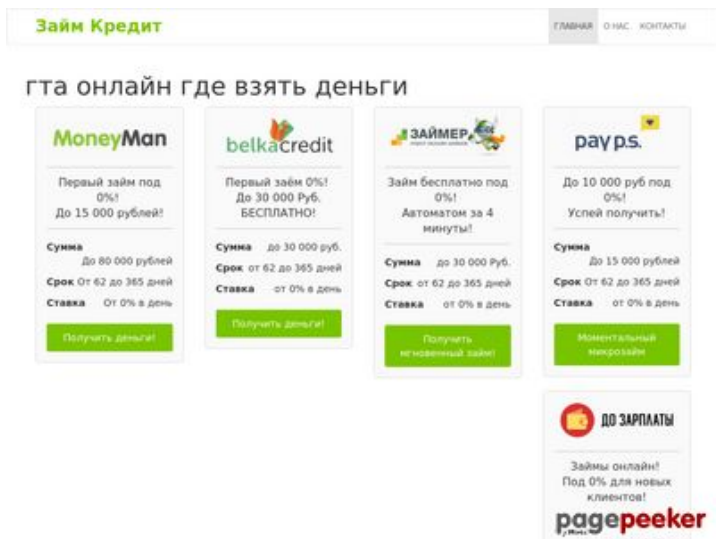 Займ Кредит
ГЛАВНАЯ О НАС. КОНТАКТЫ
гта онлайн где взять деньги
MoneyMan
Первый займ под
0%!
До 15 000 рублей!
Сумма
До 80 000 рублей
Срок От 62 до 365 дней
Ставка От 0% в день
Получить деньги!
belkacredit
Первый заём 0%!
До 30 000 Руб.
БЕСПЛАТНО!
Сумма до 30 000 руб.
Срок от 62 до 365 дней
Ставка от 0% в день
Получить деньги!
ЗАЙМЕР
Займ бесплатно под
0%!
Автоматом за 4
минуты!
Сумма до 30 000 Руб.
Срок от 62 до 365 дней
Ставка от 0% в день
Получить
мгновенный займ!
pay p.s.
До 10 000 руб под
0%!
Успей получить!
Сумма
До 15 000 рублей
Срок От 62 до 365 дней
Ставка от 0% в день
Моментальный
микрозайм
ДО ЗАРПЛАТЫ
Займы онлайн!
Под 0% для новых
клиентов!
pagepeeker